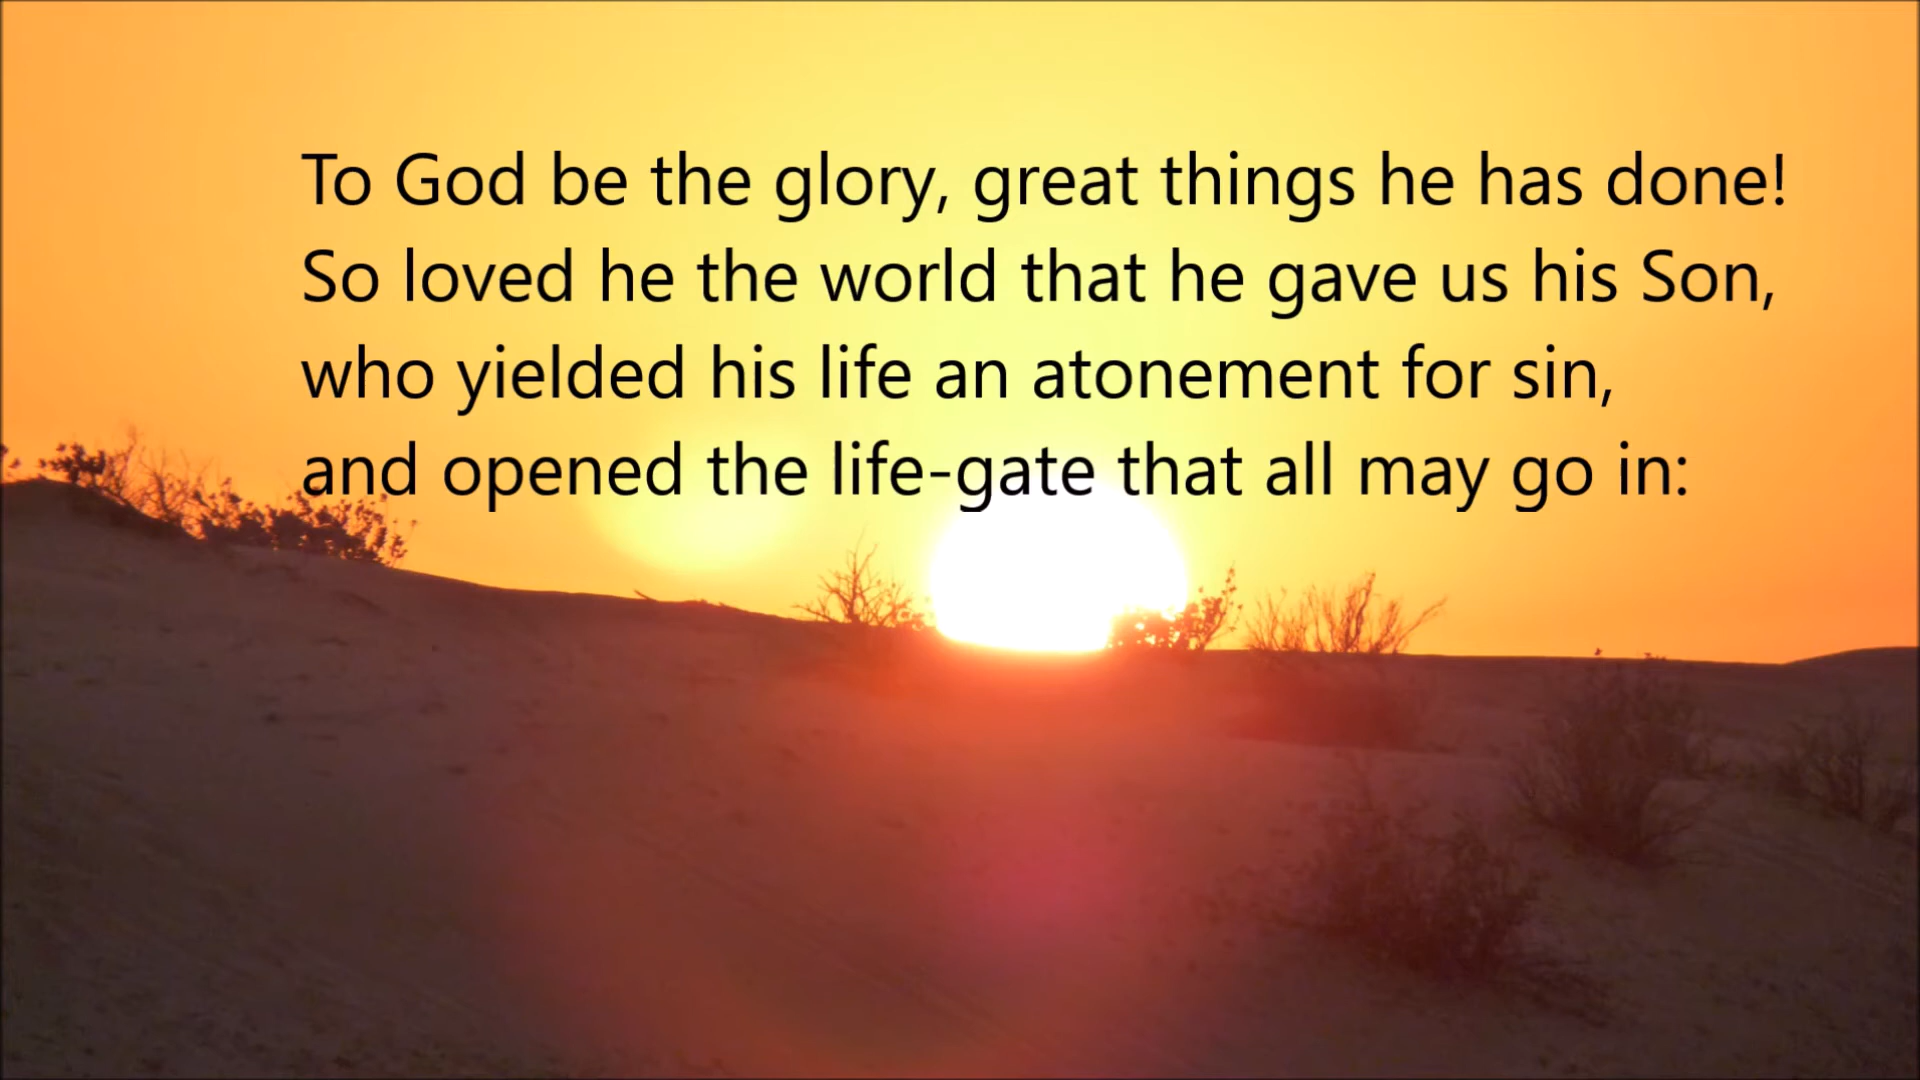 To God be the glory, great things he has done!
So loved he the world that he gave us his Son,
who yielded his life an atonement for sin,
and opened the life-gate that all may go in: